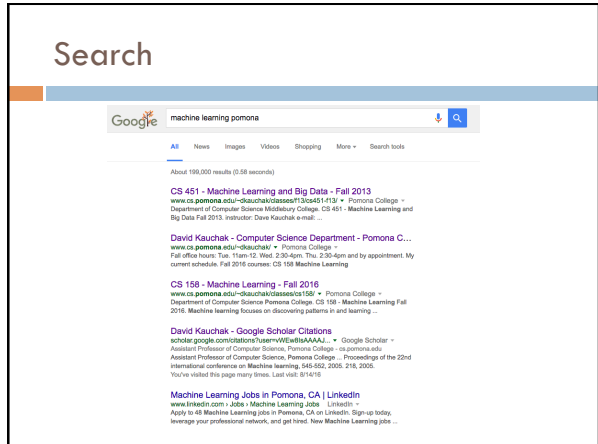 Search
Google machine learning pomona
All News Images Videos Shopping More Search tools
About 199,000 results (0.58 seconds)
CS 451 - Machine Learning and Big Data - Fall 2013
www.cs.pomona.edu/~dkauchak/classes/f13/cs451-f13/ Pomona College
Department of Computer Science Middlebury College. CS 451 - Machine Learning and
Big Data Fall 2013. instructor: Dave Kauchak e-mail: ...
David Kauchak - Computer Science Department - Pomona C...
www.cs.pomona.edu/~dkauchak/ Pomona College
Fall office hours: Tue. 11am-12. Wed. 2:30-4pm. Thu. 2:30-4pm and by appointment. My
current schedule. Fall 2016 courses: CS 158 Machine Learning
CS 158 - Machine Learning - Fall 2016
www.cs.pomona.edu/~dkauchak/classes/cs158/ Pomona College
Department of Computer Science Pomona College. CS 158 - Machine Learning Fall
2016. Machine learning focuses on discovering patterns in and learning ...
David Kauchak - Google Scholar Citations
scholar.google.com/citations?user=vWEw8IsAAAAJ... Google Scholar
Assistant Professor of Computer Science, Pomona College - cs.pomona.edu
Assistant Professor of Computer Science, Pomona College ... Proceedings of the 22nd
international conference on Machine learning, 545-552, 2005. 218, 2005.
You've visited this page many times. Last visit: 8/14/16
Machine Learning Jobs in Pomona, CA | LinkedIn
www.linkedin.com › Jobs › Machine Learning Jobs LinkedIn
Apply to 48 Machine Learning jobs in Pomona, CA on LinkedIn. Sign-up today,
leverage your professional network, and get hired. New Machine Learning jobs ...